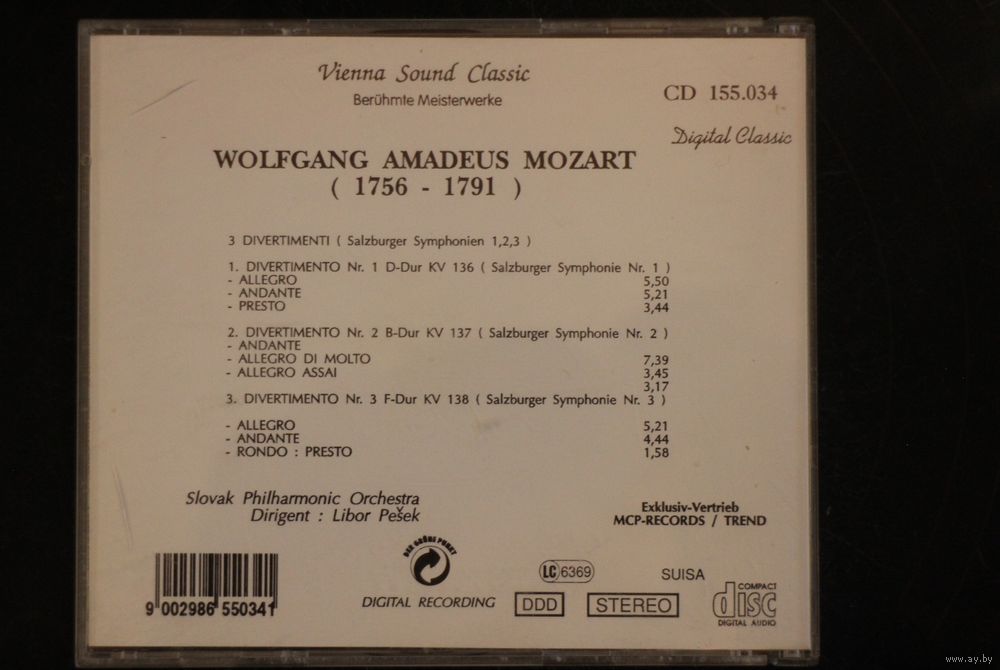 Vienna Sound Classic
Berühmte Meisterwerke
CD 155.034
Digital Classic
WOLFGANG AMADEUS MOZART
( 1756 - 1791 )
3 DIVERTIMENTI ( Salzburger Symphonien 1,2,3 )
1. DIVERTIMENTO Nr. 1 D-Dur KV 136 ( Salzburger Symphonie Nr. 1 )
- ALLEGRO 5,50
- ANDANTE 5,21
- PRESTO 3,44
2. DIVERTIMENTO Nr. 2 B-Dur KV 137 ( Salzburger Symphonie Nr. 2 )
- ANDANTE
- ALLEGRO DI MOLTO 7,39
- ALLEGRO ASSAI 3,45
3,17
3. DIVERTIMENTO Nr. 3 F-Dur KV 138 ( Salzburger Symphonie Nr. 3 )
- ALLEGRO 5,21
- ANDANTE 4,44
- RONDO : PRESTO 1,58
Slovak Philharmonic Orchestra
Dirigent : Libor Pešek
Exklusiv-Vertrieb
MCP-RECORDS / TREND
DER GRÜNE PUNKT
LC 6369
SUISA
9 002986 550341
DIGITAL RECORDING
DDD
STEREO
COMPACT
disc
DIGITAL AUDIO
www.ay.by